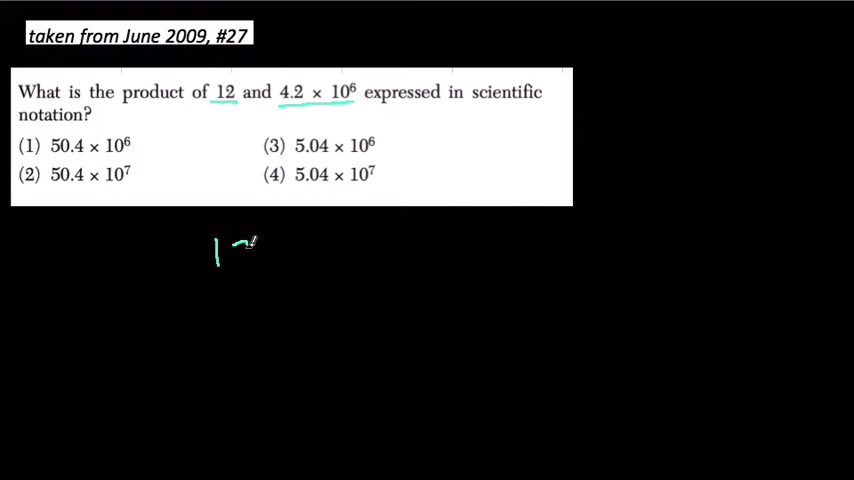 taken from June 2009, #27
What is the product of 12 and 4.2 × 10⁶ expressed in scientific
notation?
(1) 50.4 × 10⁶ (3) 5.04 × 10⁶
(2) 50.4 × 10⁷ (4) 5.04 × 10⁷
1